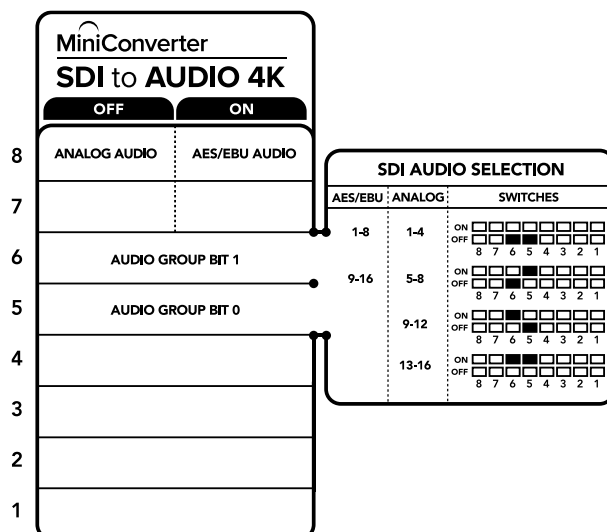 MiniConverter
SDI to AUDIO 4K
OFF ON
8 ANALOG AUDIO AES/EBU AUDIO
7
6 AUDIO GROUP BIT 1
5 AUDIO GROUP BIT 0
4
3
2
1
SDI AUDIO SELECTION
AES/EBU ANALOG SWITCHES
1-8 1-4 ON
OFF
8 7 6 5 4 3 2 1
9-16 5-8 ON
OFF
8 7 6 5 4 3 2 1
9-12 ON
OFF
8 7 6 5 4 3 2 1
13-16 ON
OFF
8 7 6 5 4 3 2 1